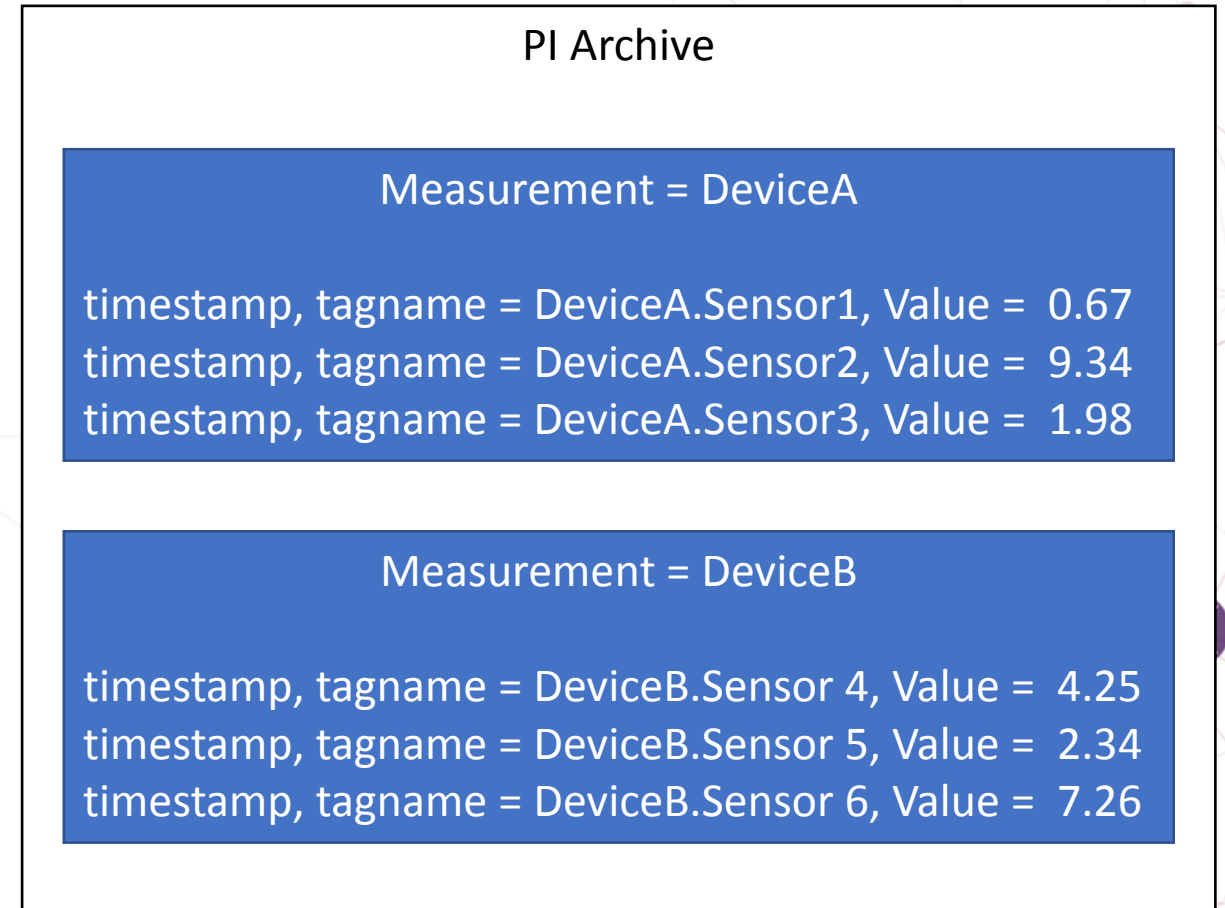 PI Archive
Measurement = DeviceA
timestamp, tagname = DeviceA.Sensor1, Value =  0.67
timestamp, tagname = DeviceA.Sensor2, Value =  9.34
timestamp, tagname = DeviceA.Sensor3, Value =  1.98
Measurement = DeviceB
timestamp, tagname = DeviceB.Sensor 4, Value =  4.25
timestamp, tagname = DeviceB.Sensor 5, Value =  2.34
timestamp, tagname = DeviceB.Sensor 6, Value =  7.26